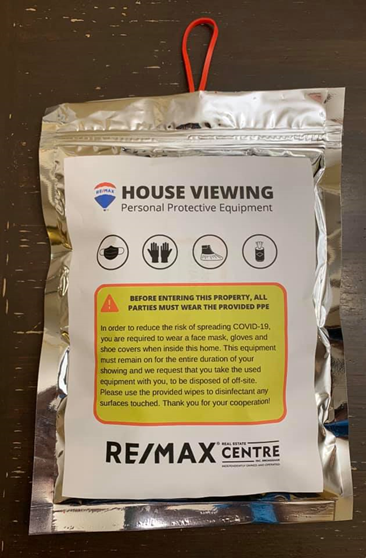 RE/MAX
HOUSE VIEWING
Personal Protective Equipment
BEFORE ENTERING THIS PROPERTY, ALL
PARTIES MUST WEAR THE PROVIDED PPE
In order to reduce the risk of spreading COVID-19,
you are required to wear a face mask, gloves and
shoe covers when inside this home. This equipment
must remain on for the entire duration of your
showing and we request that you take the used
equipment with you, to be disposed of off-site.
Please use the provided wipes to disinfectant any
surfaces touched. Thank you for your cooperation!
RE/MAX® REAL ESTATE
CENTRE